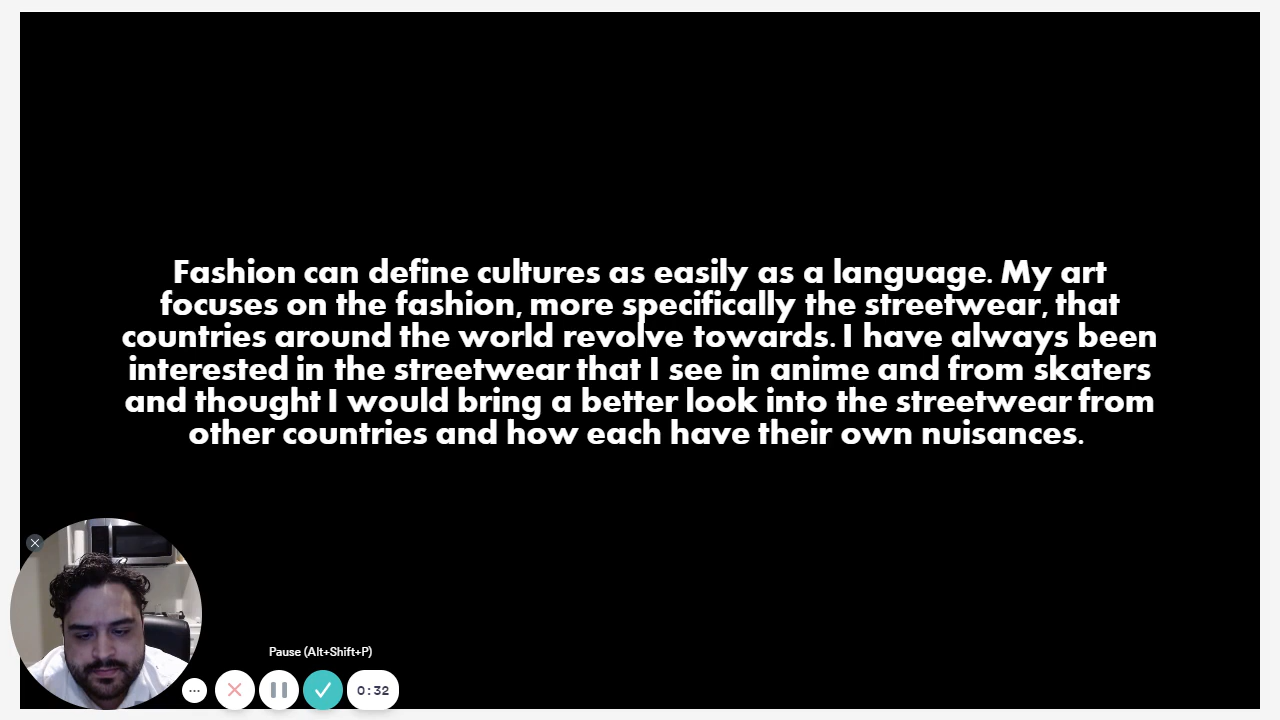 Fashion can define cultures as easily as a language. My art
focuses on the fashion, more specifically the streetwear, that
countries around the world revolve towards. I have always been
interested in the streetwear that I see in anime and from skaters
and thought I would bring a better look into the streetwear from
other countries and how each have their own nuisances.
Pause (Alt+Shift+P)
0:32